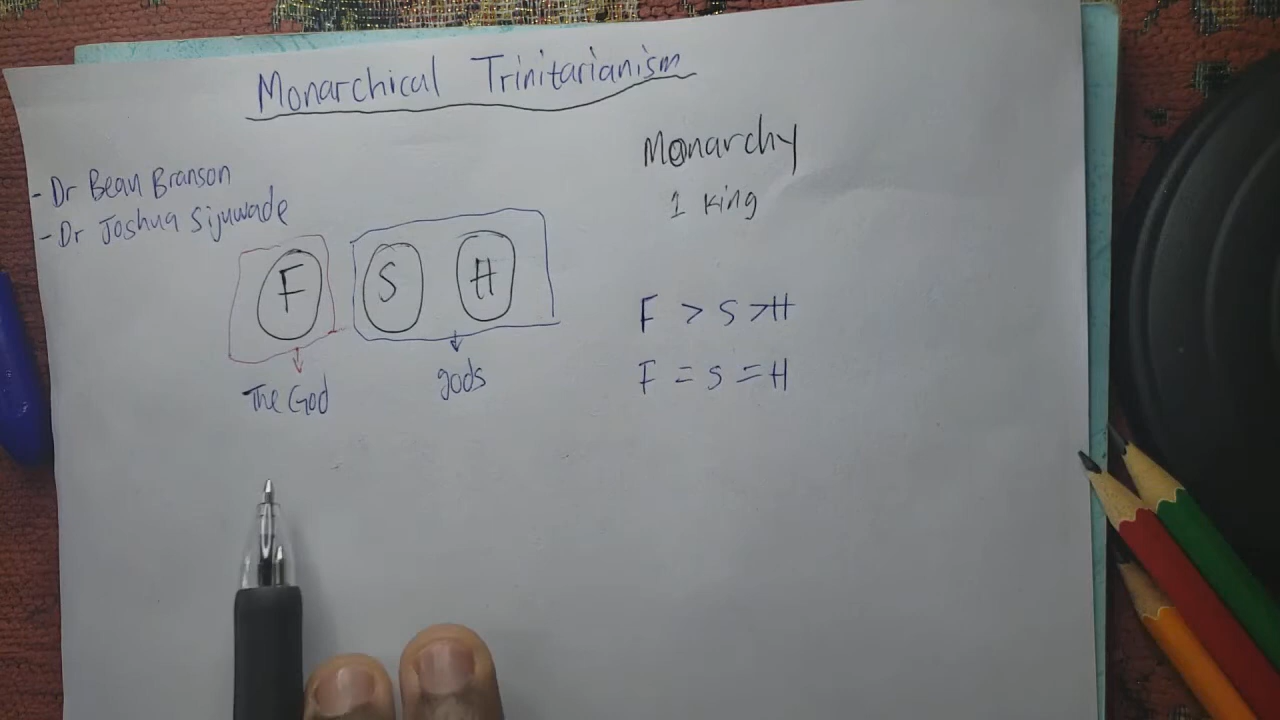 Monarchical Trinitarianism
- Dr Beau Branson
- Dr Joshua Sijuwade
Monarchy
1 king
F S H
The God
gods
F > S > H
F = S = H